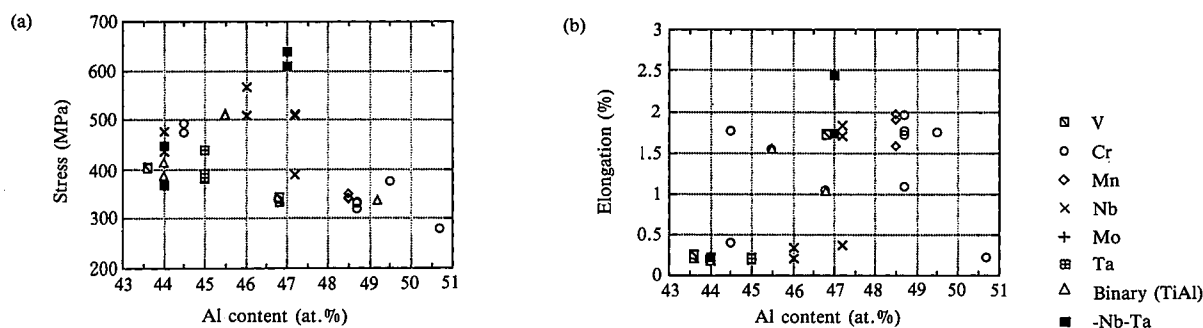 (a)
700
600
500
400
300
200
Stress (MPa)
43 44 45 46 47 48 49 50 51
Al content (at.%)
(b)
3
2.5
2
1.5
1
0.5
0
Elongation (%)
43 44 45 46 47 48 49 50 51
Al content (at.%)
V
Cr
Mn
Nb
Mo
Ta
Binary (TiAl)
-Nb-Ta